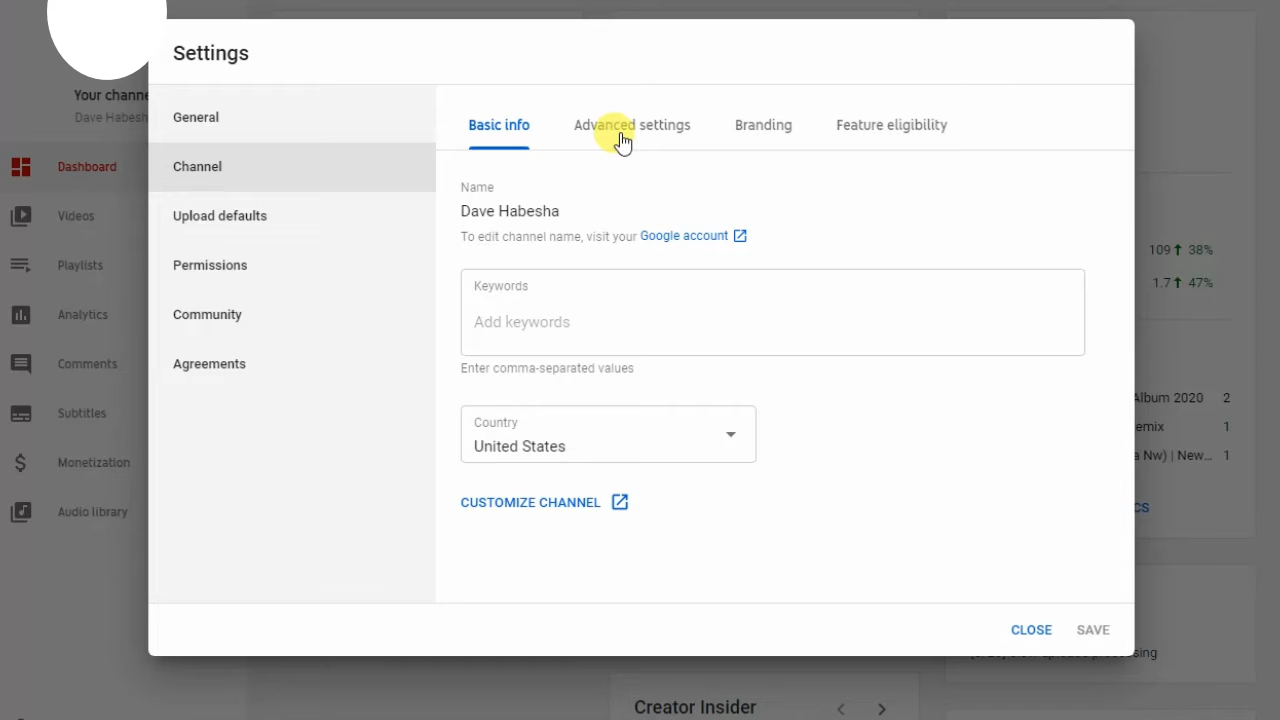 Settings
Your channe
Dave Habesh
Dashboard
Videos
Playlists
Analytics
Comments
Subtitles
Monetization
Audio library
General
Channel
Upload defaults
Permissions
Community
Agreements
Basic info
Advanced settings
Branding
Feature eligibility
Name
Dave Habesha
To edit channel name, visit your Google account
Keywords
Add keywords
Enter comma-separated values
Country
United States
CUSTOMIZE CHANNEL
CLOSE
SAVE
109 38%
1.7 47%
Album 2020 2
emix 1
a Nw) | New... 1
CS
processing
Creator Insider